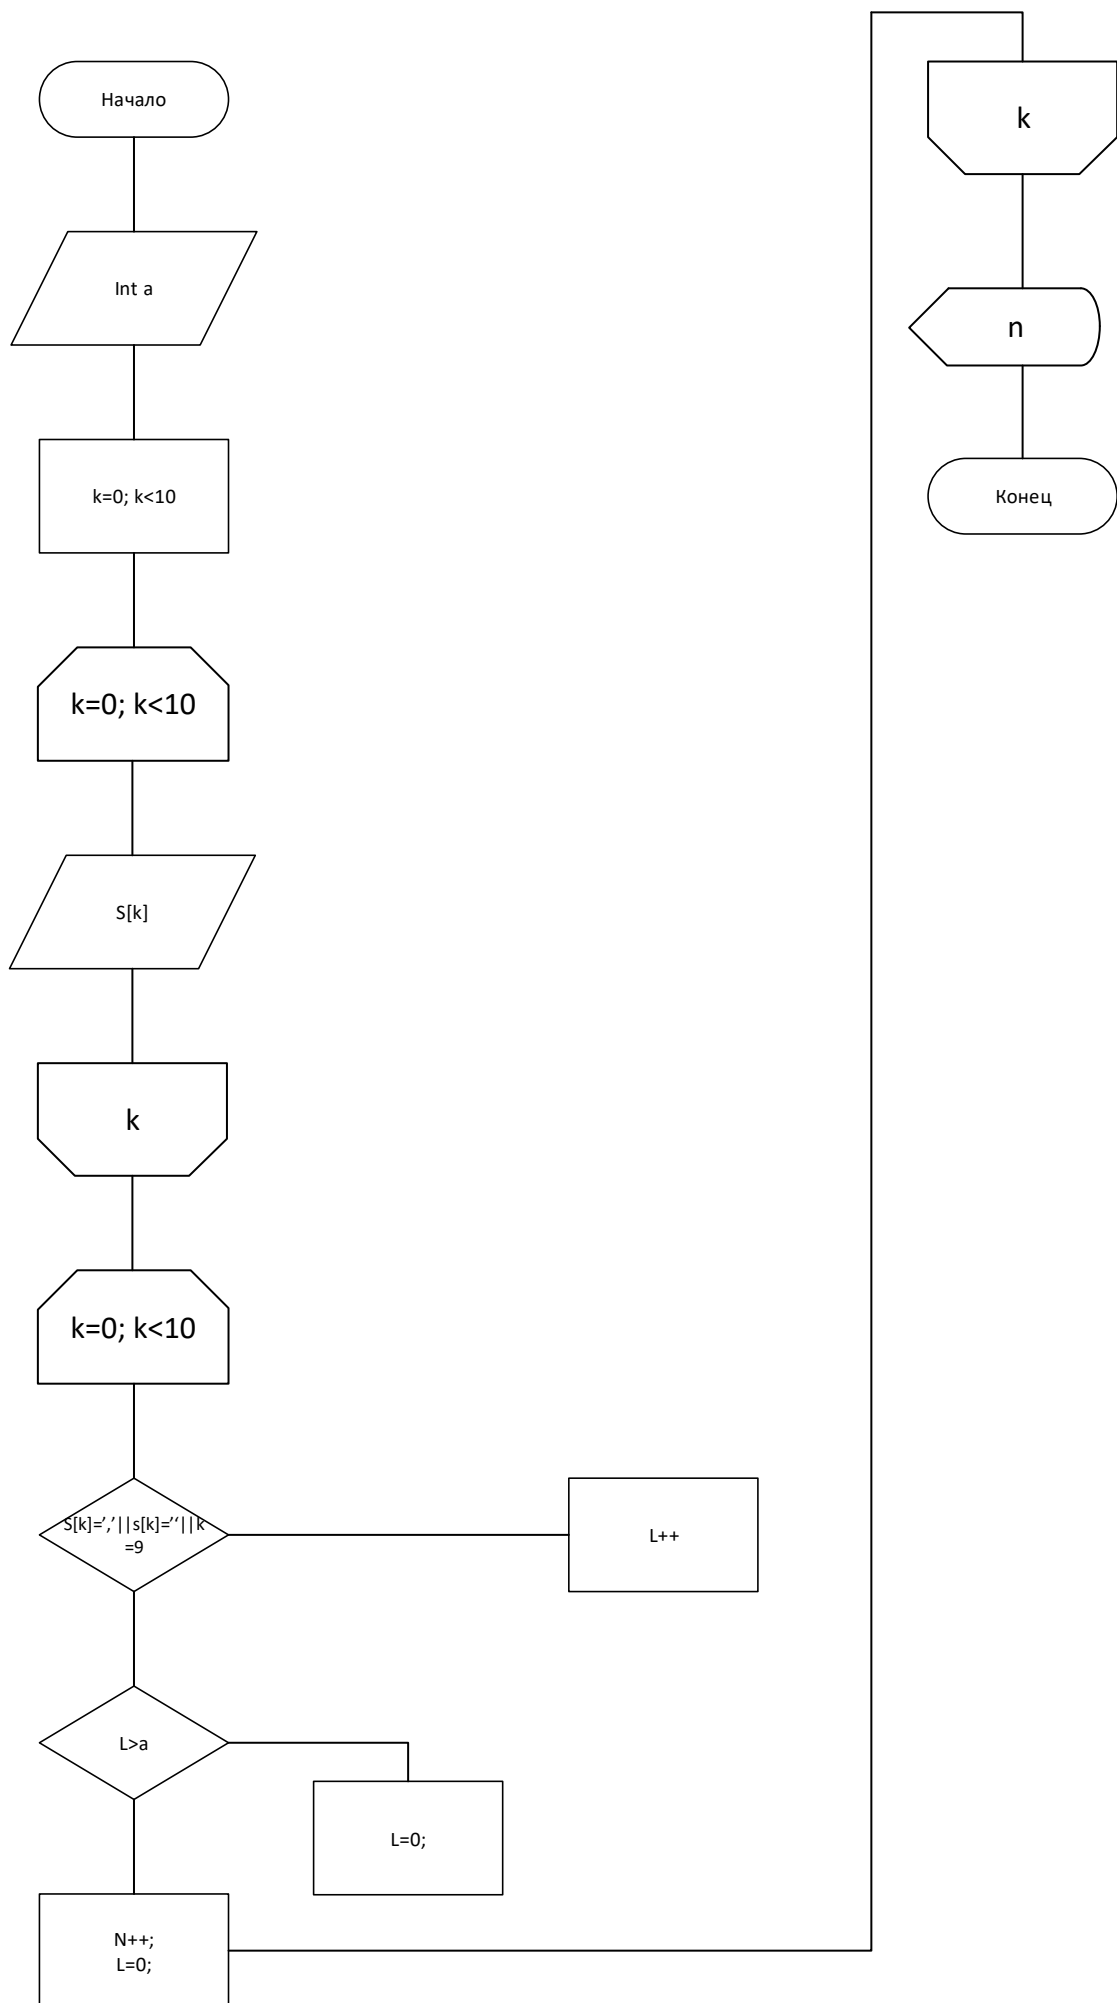 Начало
Int a
k=0; k<10
k=0; k<10
S[k]
k
k=0; k<10
S[k]=’,’||s[k]=’‘||k
=9
L++
L>a
L=0;
N++;
L=0;
k
n
Конец